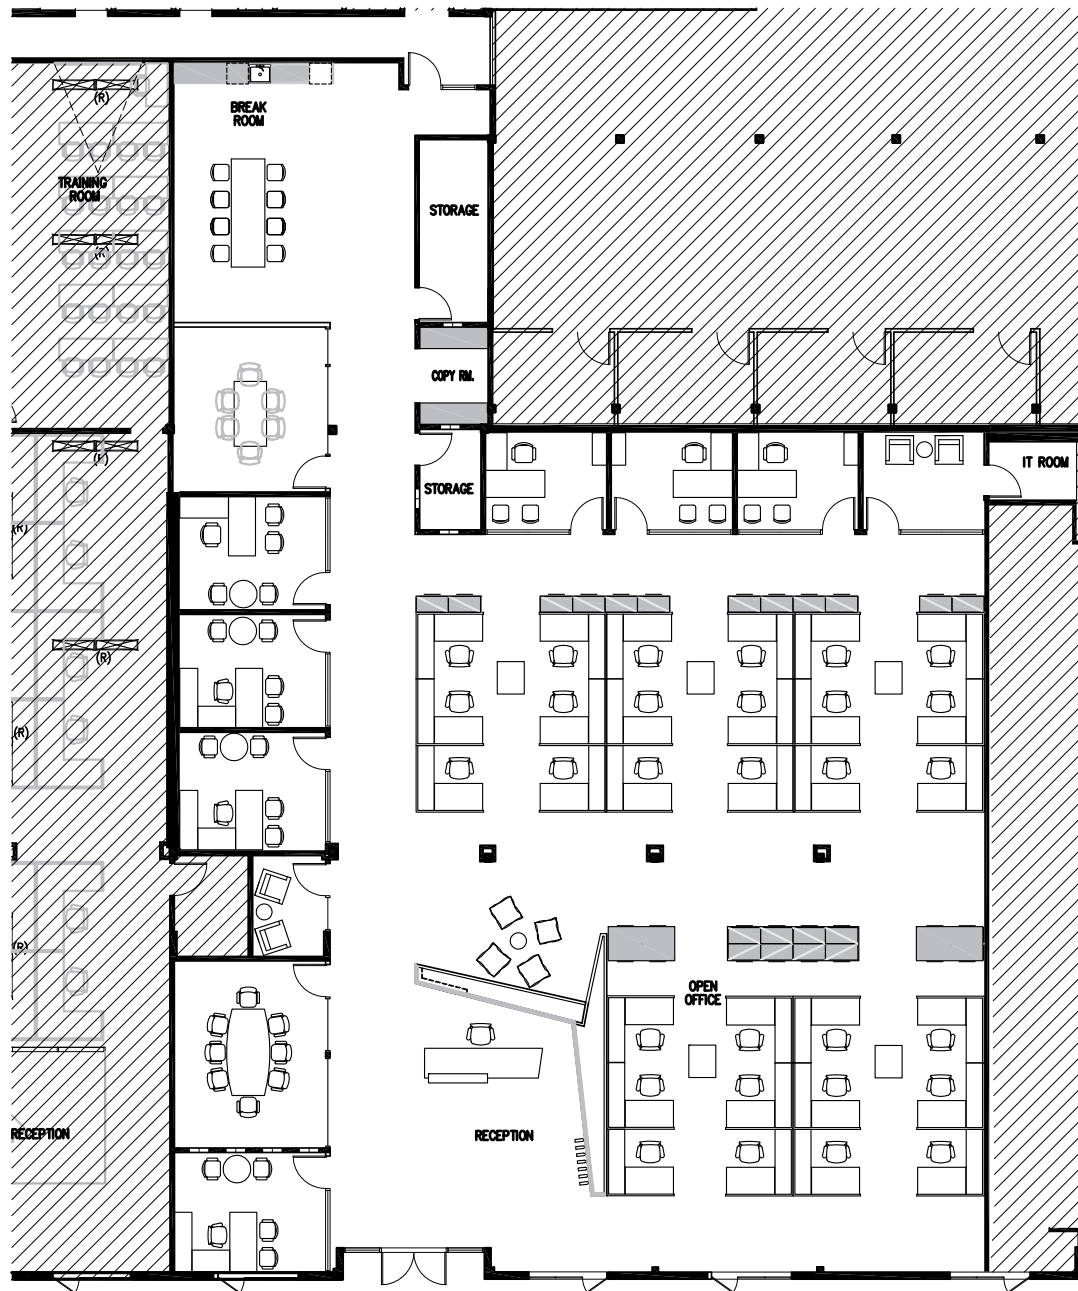 (R)
BREAK
ROOM
TRAINING
ROOM
STORAGE
(R)
COPY RM.
(R)
IT ROOM
STORAGE
(R)
(R)
(R)
(R)
OPEN
OFFICE
RECEPTION
RECEPTION